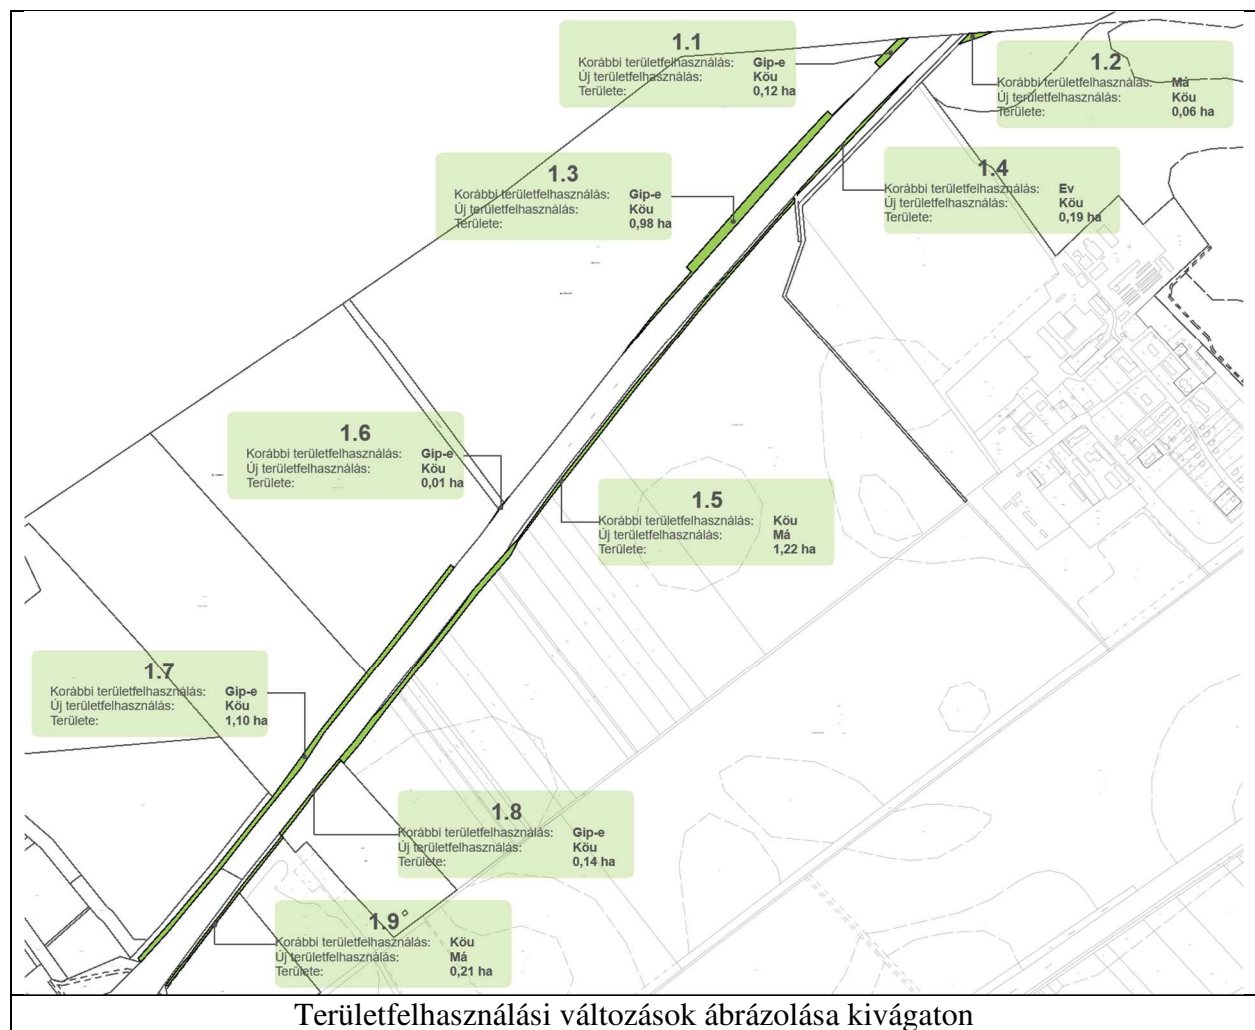 1.1
Korábbi területfelhasználás: Gip-e
Új területfelhasználás: Köu
Területe: 0,12 ha
1.2
Korábbi területfelhasználás: Má
Új területfelhasználás: Köu
Területe: 0,06 ha
1.3
Korábbi területfelhasználás: Gip-e
Új területfelhasználás: Köu
Területe: 0,98 ha
1.4
Korábbi területfelhasználás: Ev
Új területfelhasználás: Köu
Területe: 0,19 ha
1.6
Korábbi területfelhasználás: Gip-e
Új területfelhasználás: Köu
Területe: 0,01 ha
1.5
Korábbi területfelhasználás: Köu
Új területfelhasználás: Má
Területe: 1,22 ha
1.7
Korábbi területfelhasználás: Gip-e
Új területfelhasználás: Köu
Területe: 1,10 ha
1.8
Korábbi területfelhasználás: Gip-e
Új területfelhasználás: Köu
Területe: 0,14 ha
1.9
Korábbi területfelhasználás: Köu
Új területfelhasználás: Má
Területe: 0,21 ha
Területfelhasználási változások ábrázolása kivágaton